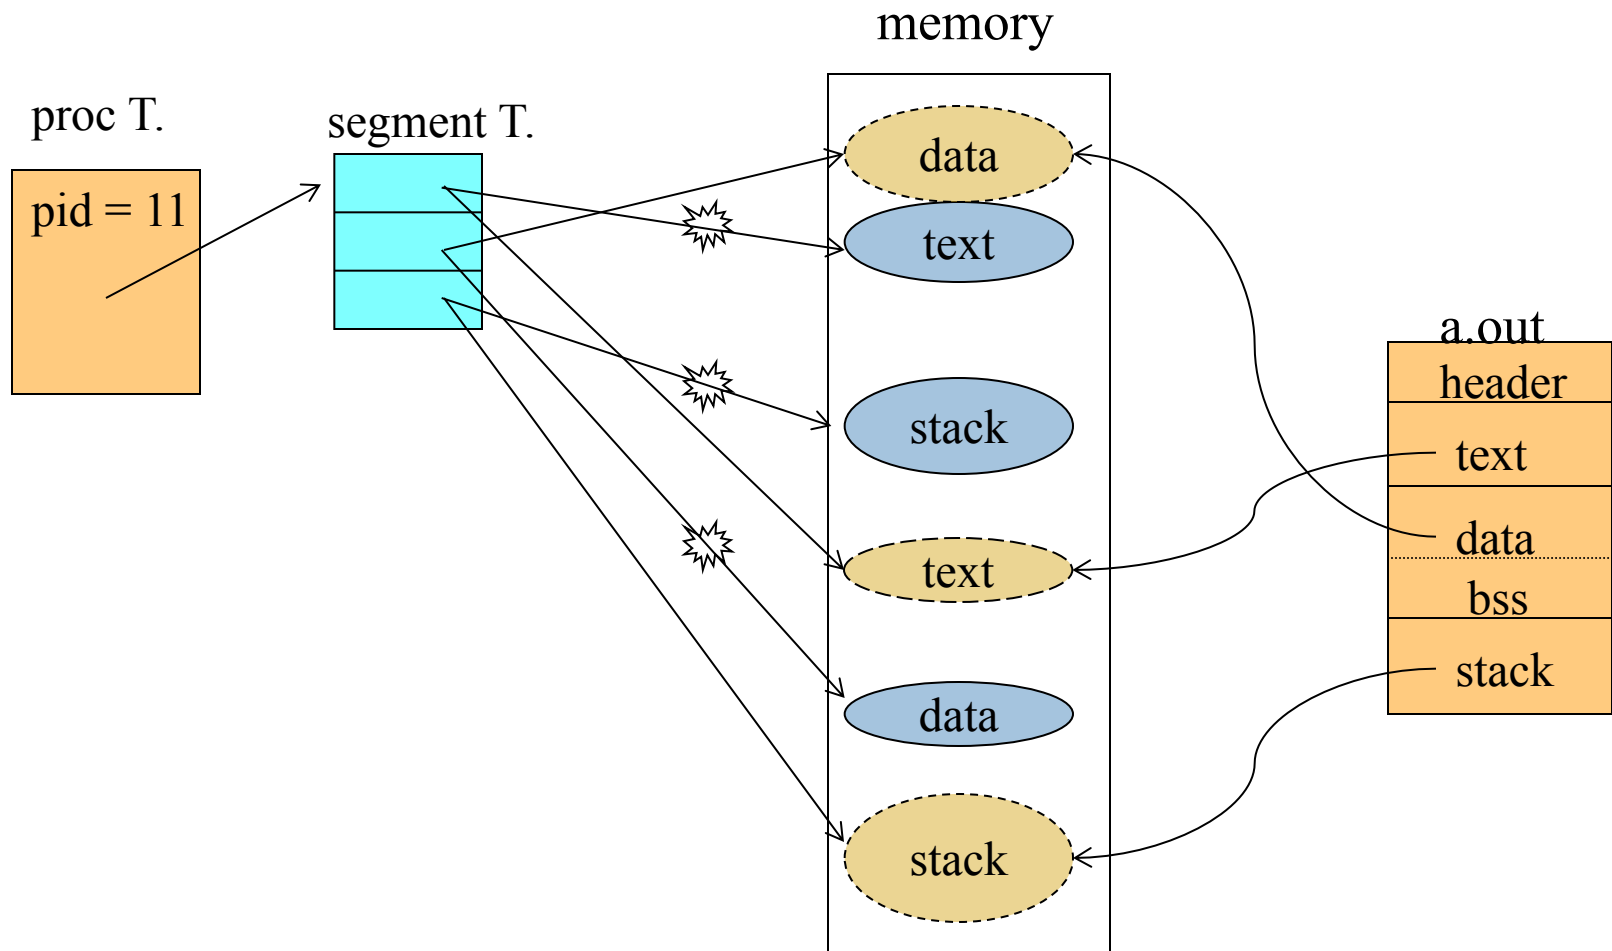 memory
proc T.
segment T.
pid = 11
data
text
stack
text
data
stack
a.out
header
text
data
bss
stack